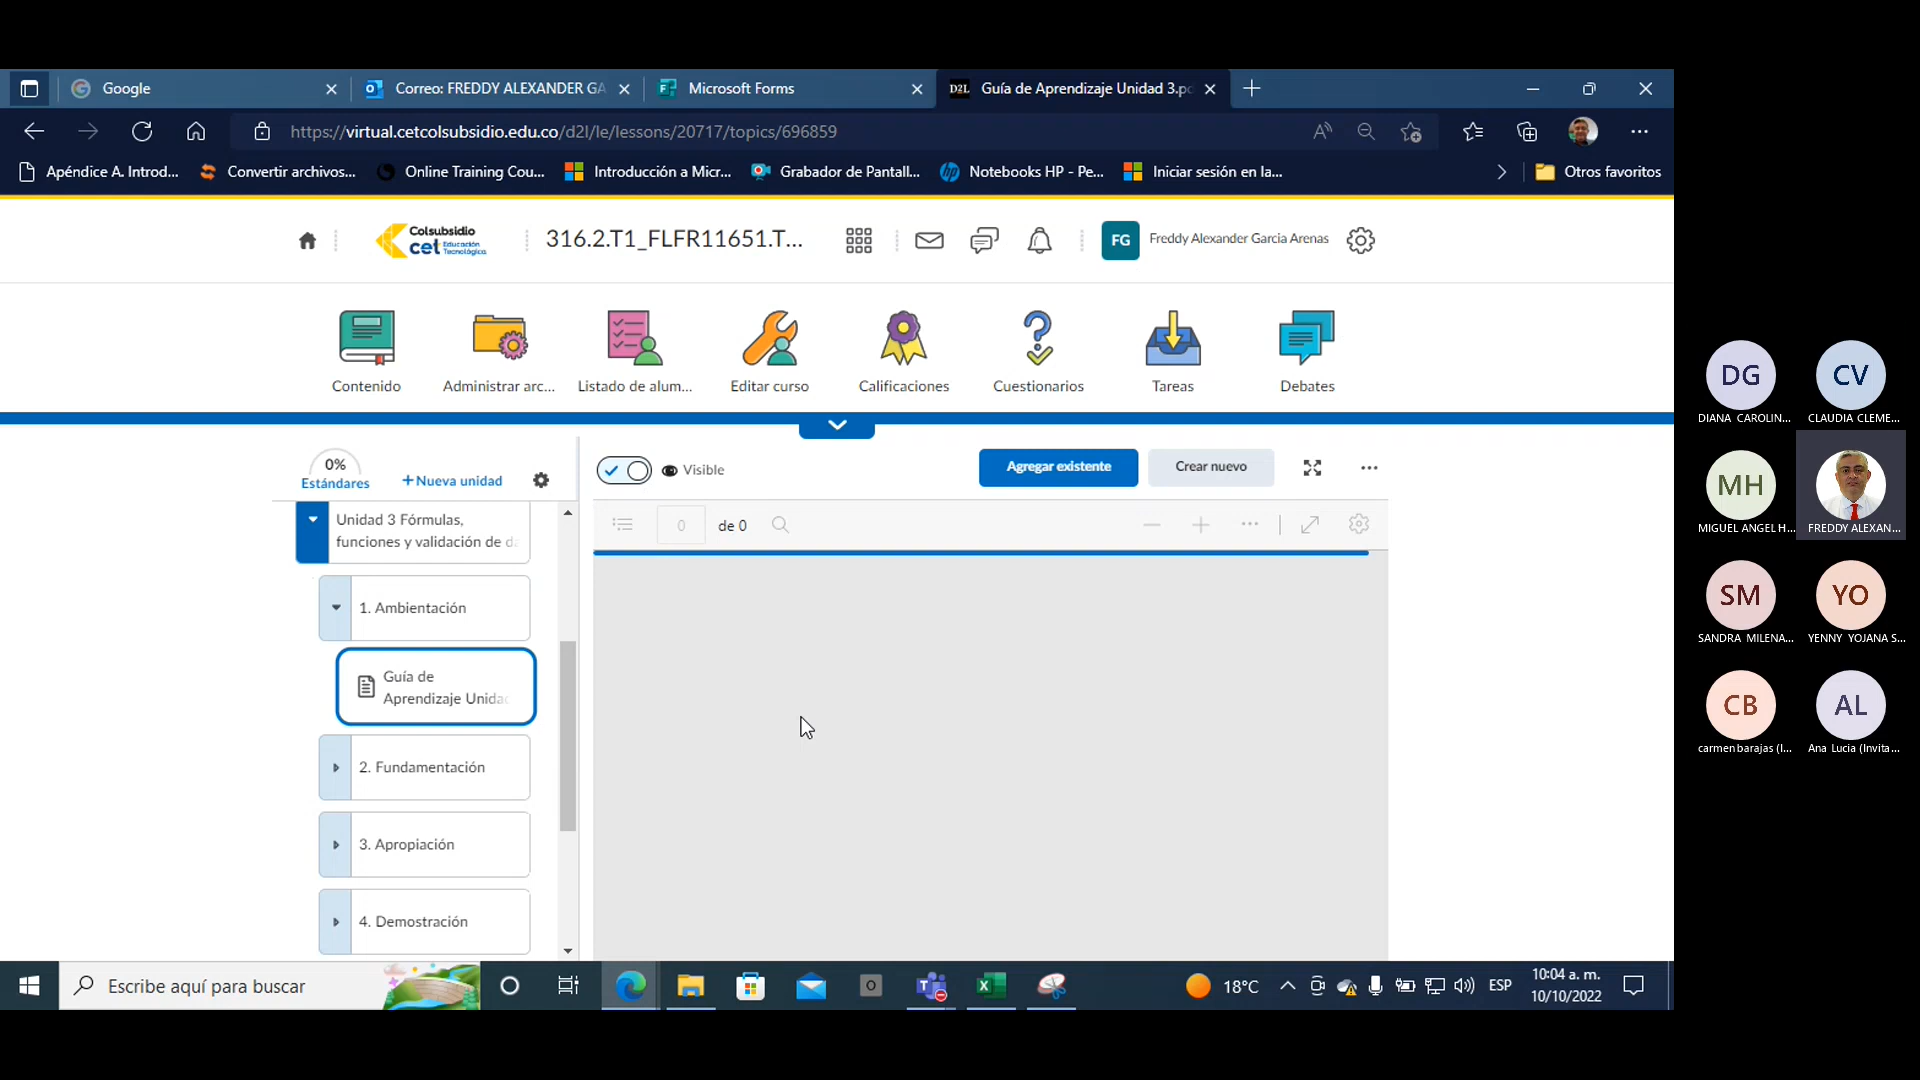 Google
Correo: FREDDY ALEXANDER GA
Microsoft Forms
D2L
Guía de Aprendizaje Unidad 3.pd
https://virtual.cetcolsubsidio.edu.co/d2l/le/lessons/20717/topics/696859
Apéndice A. Introd...
Convertir archivos...
Online Training Cou...
Introducción a Micr...
Grabador de Pantall...
Notebooks HP - Pe...
Iniciar sesión en la...
Otros favoritos
Colsubsidio
cet Educación
Tecnológica
316.2.T1_FLFR11651.T...
FG
Freddy Alexander Garcia Arenas
Contenido
Administrar arc...
Listado de alum...
Editar curso
Calificaciones
Cuestionarios
Tareas
Debates
0%
Estándares
+ Nueva unidad
Visible
Agregar existente
Crear nuevo
0
de 0
Unidad 3 Fórmulas,
funciones y validación de da
1. Ambientación
Guía de
Aprendizaje Unidad
2. Fundamentación
3. Apropiación
4. Demostración
Escribe aquí para buscar
18°C
ESP
10:04 a. m.
10/10/2022
DG
DIANA CAROLIN...
CV
CLAUDIA CLEME...
MH
MIGUEL ANGEL H...
FREDDY ALEXAN...
SM
SANDRA MILENA...
YO
YENNY YOJANA S...
CB
carmen barajas (I...
AL
Ana Lucia (Invita...